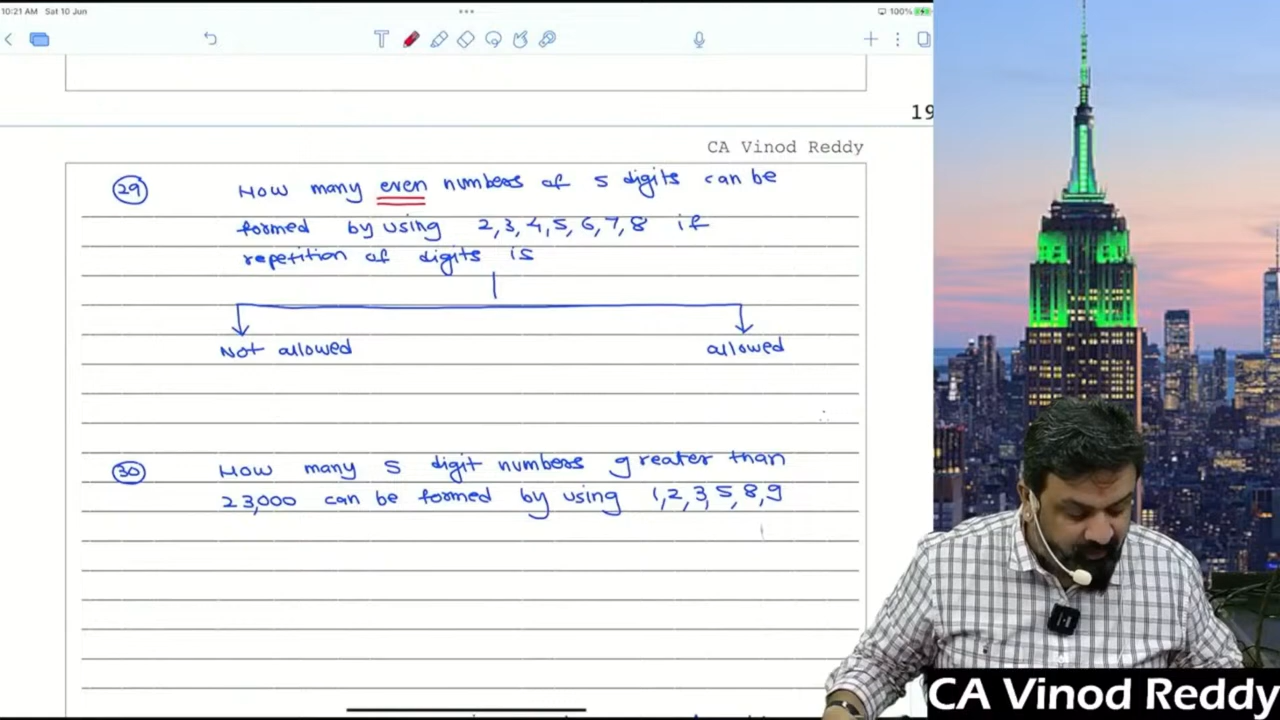 10:21 AM Sat 10 Jun
100%
T
19
CA Vinod Reddy
29 How many even numbers of 5 digits can be
formed by using 2,3,4,5,6,7,8 if
repetition of digits is
Not allowed allowed
30 How many 5 digit numbers greater than
23,000 can be formed by using 1,2,3,5,8,9
CA Vinod Reddy